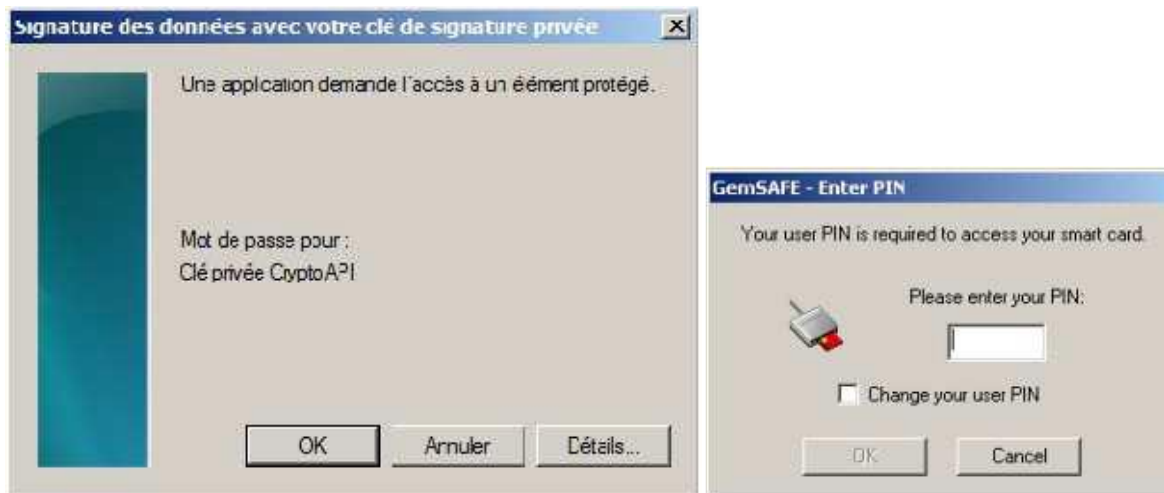 Signature des données avec votre clé de signature privée
Une application demande l'accès à un élément protégé.
Mot de passe pour :
Clé privée CryptoAPI
OK
Annuler
Détails...
GemSAFE - Enter PIN
Your user PIN is required to access your smart card.
Please enter your PIN:
Change your user PIN
OK
Cancel